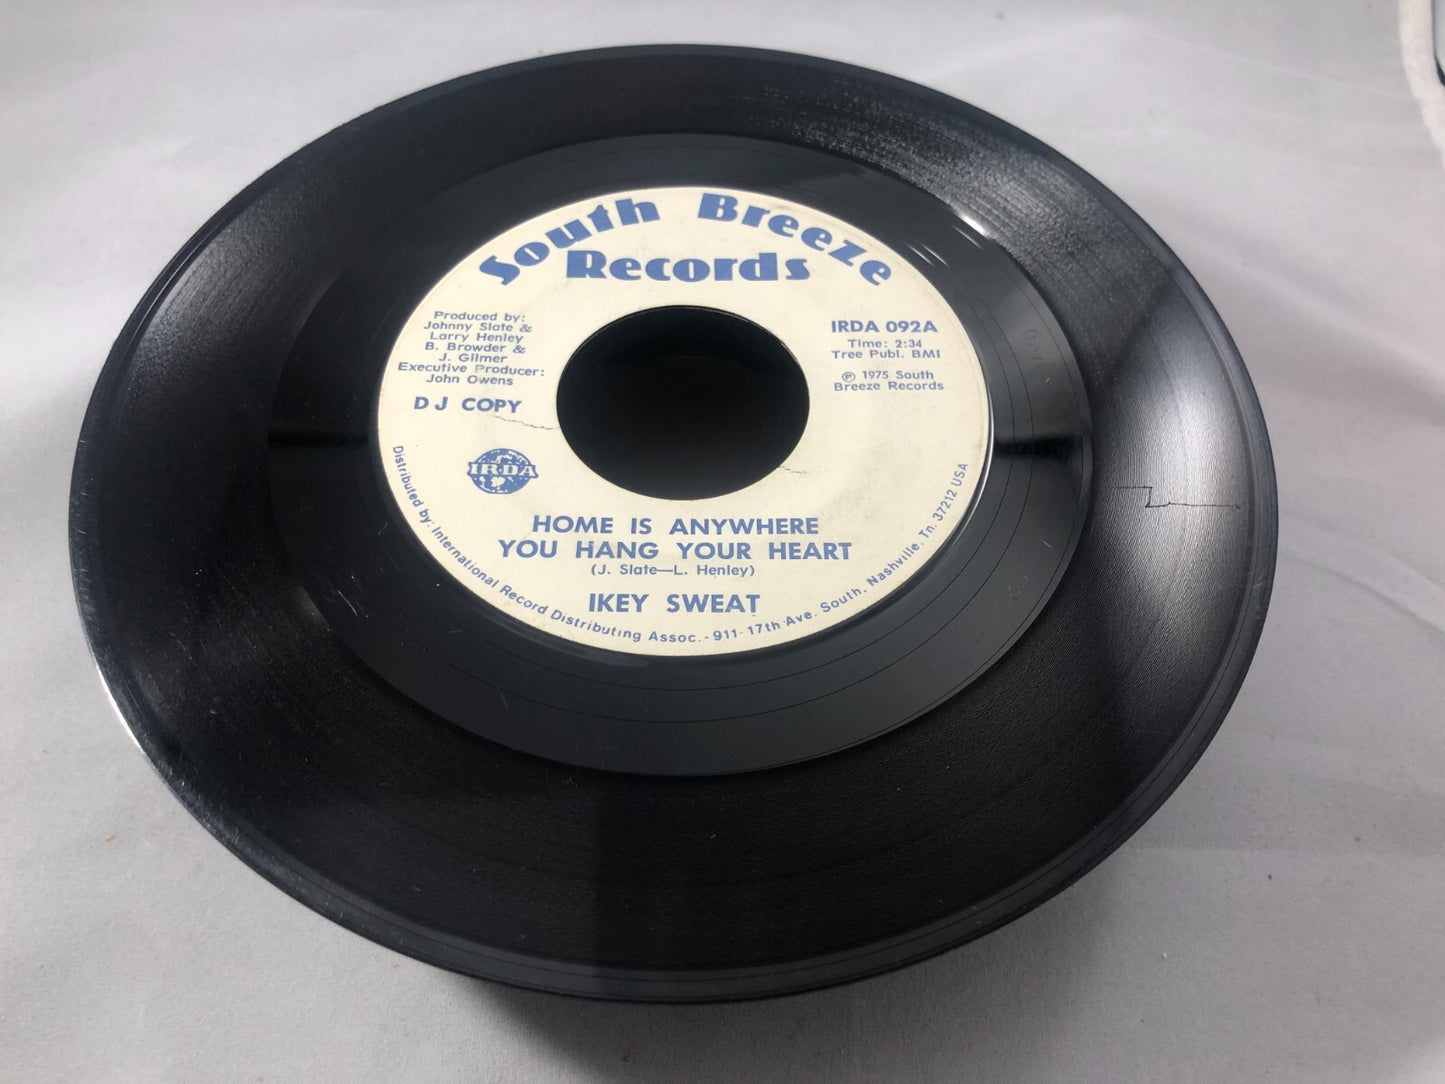 South Breeze
Records
Produced by:
Johnny Slate &
Larry Henley
B. Browder &
J. Gilmer
Executive Producer:
John Owens
DJ COPY
IRDA 092A
Time: 2:34
Tree Publ. BMI
℗ 1975 South
Breeze Records
IRDA
HOME IS ANYWHERE
YOU HANG YOUR HEART
(J. Slate—L. Henley)
IKEY SWEAT
Distributed by: International Record Distributing Assoc. - 911- 17th Ave. South, Nashville, Tn. 37212 USA